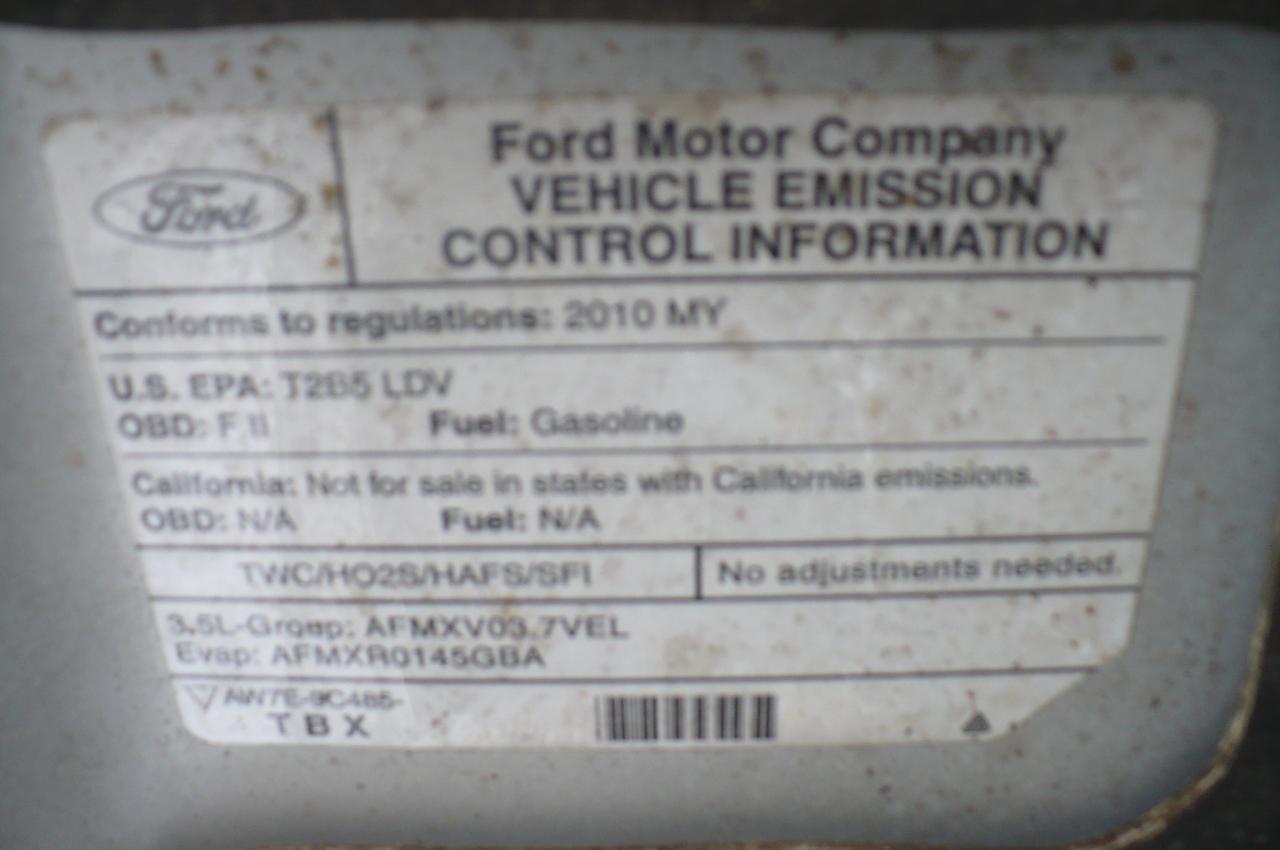 Ford
Ford Motor Company
VEHICLE EMISSION
CONTROL INFORMATION
Conforms to regulations: 2010 MY
U.S. EPA: T2B5 LDV
OBD: F II Fuel: Gasoline
California: Not for sale in states with California emissions.
OBD: N/A Fuel: N/A
TWC/HO2S/HAFS/SFI No adjustments needed.
3.5L-Group: AFMXV03.7VEL
Evap: AFMXR0145GBA
AW7E-9C485-
TBX